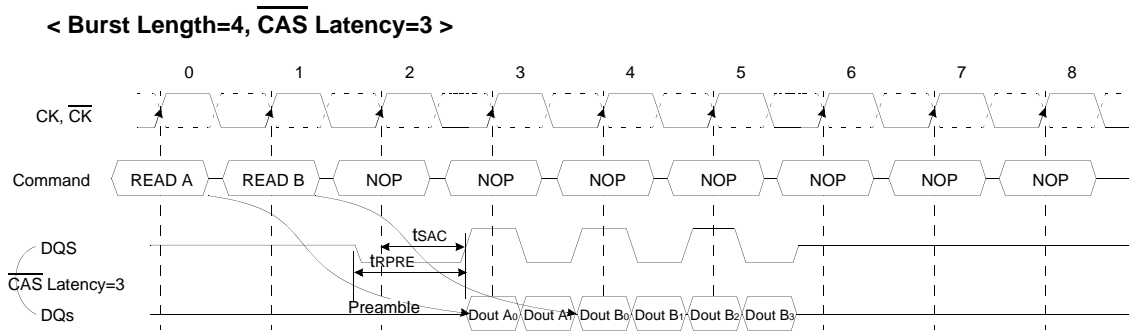 < Burst Length=4, CAS Latency=3 >
0 1 2 3 4 5 6 7 8
CK, CK
Command READ A READ B NOP NOP NOP NOP NOP NOP NOP
tSAC
DQS
tRPRE
CAS Latency=3
Preamble
DQs Dout A0 Dout A1 Dout B0 Dout B1 Dout B2 Dout B3